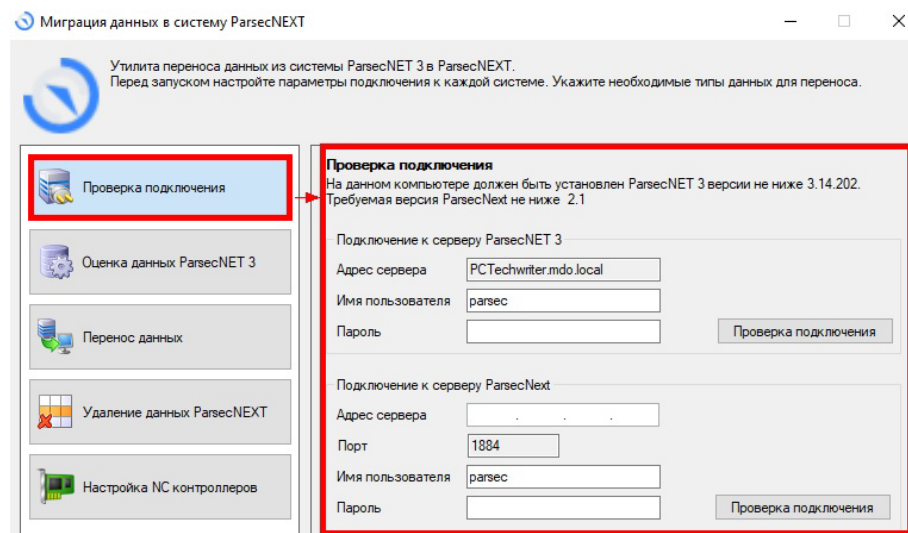 Миграция данных в систему ParsecNEXT
Утилита переноса данных из системы ParsecNET 3 в ParsecNEXT.
Перед запуском настройте параметры подключения к каждой системе. Укажите необходимые типы данных для переноса.
Проверка подключения
Оценка данных ParsecNET 3
Перенос данных
Удаление данных ParsecNEXT
Настройка NC контроллеров
Проверка подключения
На данном компьютере должен быть установлен ParsecNET 3 версии не ниже 3.14.202.
Требуемая версия ParsecNext не ниже 2.1
Подключение к серверу ParsecNET 3
Адрес сервера PCTechwriter.mdo.local
Имя пользователя parsec
Пароль Проверка подключения
Подключение к серверу ParsecNext
Адрес сервера . . .
Порт 1884
Имя пользователя parsec
Пароль Проверка подключения